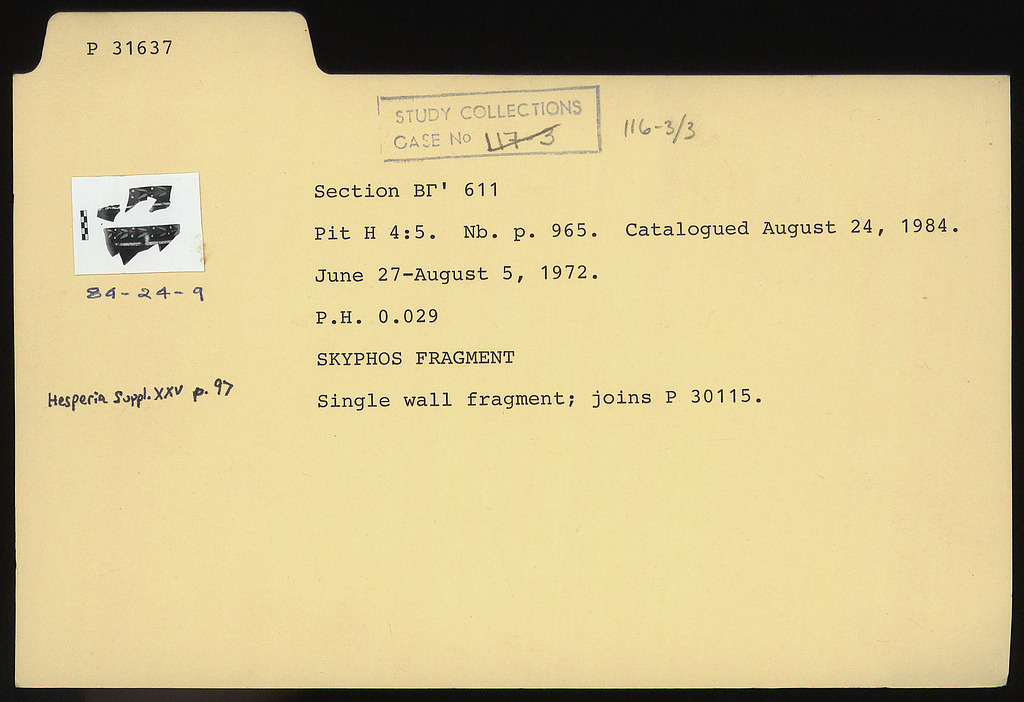 P 31637
STUDY COLLECTIONS
CASE No 117-3
116-3/3
Section ΒΓ' 611
Pit H 4:5. Nb. p. 965. Catalogued August 24, 1984.
June 27-August 5, 1972.
P.H. 0.029
SKYPHOS FRAGMENT
Single wall fragment; joins P 30115.
84-24-9
Hesperia Suppl. XXV p. 97